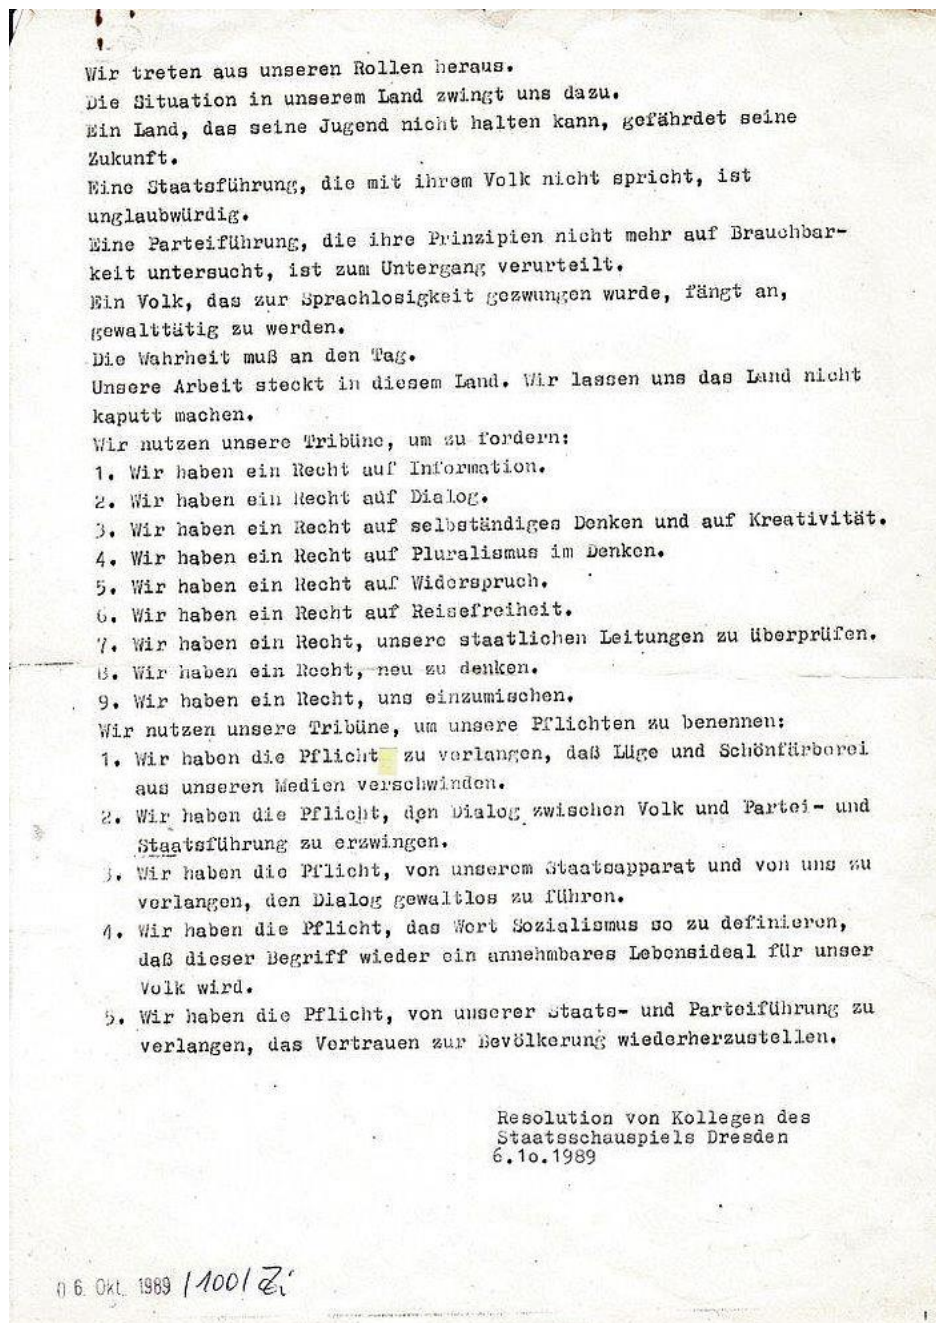 Wir treten aus unseren Rollen heraus.
Die Situation in unserem Land zwingt uns dazu.
Ein Land, das seine Jugend nicht halten kann, gefährdet seine
Zukunft.
Eine Staatsführung, die mit ihrem Volk nicht spricht, ist
unglaubwürdig.
Eine Parteiführung, die ihre Prinzipien nicht mehr auf Brauchbar-
keit untersucht, ist zum Untergang verurteilt.
Ein Volk, das zur Sprachlosigkeit gezwungen wurde, fängt an,
gewalttätig zu werden.
Die Wahrheit muß an den Tag.
Unsere Arbeit steckt in diesem Land. Wir lassen uns das Land nicht
kaputt machen.
Wir nutzen unsere Tribüne, um zu fordern:
1. Wir haben ein Recht auf Information.
2. Wir haben ein Recht auf Dialog.
3. Wir haben ein Recht auf selbständiges Denken und auf Kreativität.
4. Wir haben ein Recht auf Pluralismus im Denken.
5. Wir haben ein Recht auf Widerspruch.
6. Wir haben ein Recht auf Reisefreiheit.
7. Wir haben ein Recht, unsere staatlichen Leitungen zu überprüfen.
8. Wir haben ein Recht, neu zu denken.
9. Wir haben ein Recht, uns einzumischen.
Wir nutzen unsere Tribüne, um unsere Pflichten zu benennen:
1. Wir haben die Pflicht zu verlangen, daß Lüge und Schönfärberei
aus unseren Medien verschwinden.
2. Wir haben die Pflicht, den Dialog zwischen Volk und Partei- und
Staatsführung zu erzwingen.
3. Wir haben die Pflicht, von unserem Staatsapparat und von uns zu
verlangen, den Dialog gewaltlos zu führen.
4. Wir haben die Pflicht, das Wort Sozialismus so zu definieren,
daß dieser Begriff wieder ein annehmbares Lebensideal für unser
Volk wird.
5. Wir haben die Pflicht, von unserer Staats- und Parteiführung zu
verlangen, das Vertrauen zur Bevölkerung wiederherzustellen.
Resolution von Kollegen des
Staatsschauspiels Dresden
6.1o.1989
0 6. Okt. 1989 /100/ Zi